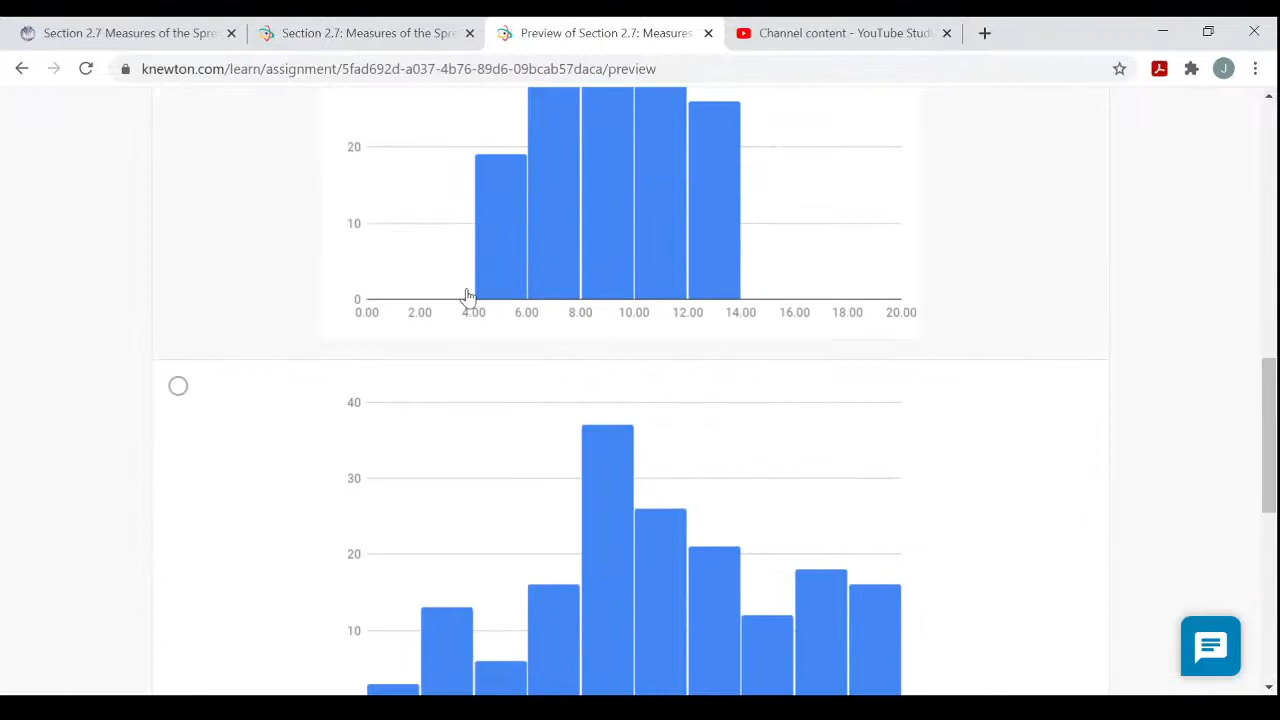 Section 2.7 Measures of the Spre
Section 2.7: Measures of the Spre
Preview of Section 2.7: Measures
Channel content - YouTube Stud
knewton.com/learn/assignment/5fad692d-a037-4b76-89d6-09bcab57daca/preview
J
20
10
0
0.00 2.00 4.00 6.00 8.00 10.00 12.00 14.00 16.00 18.00 20.00
40
30
20
10